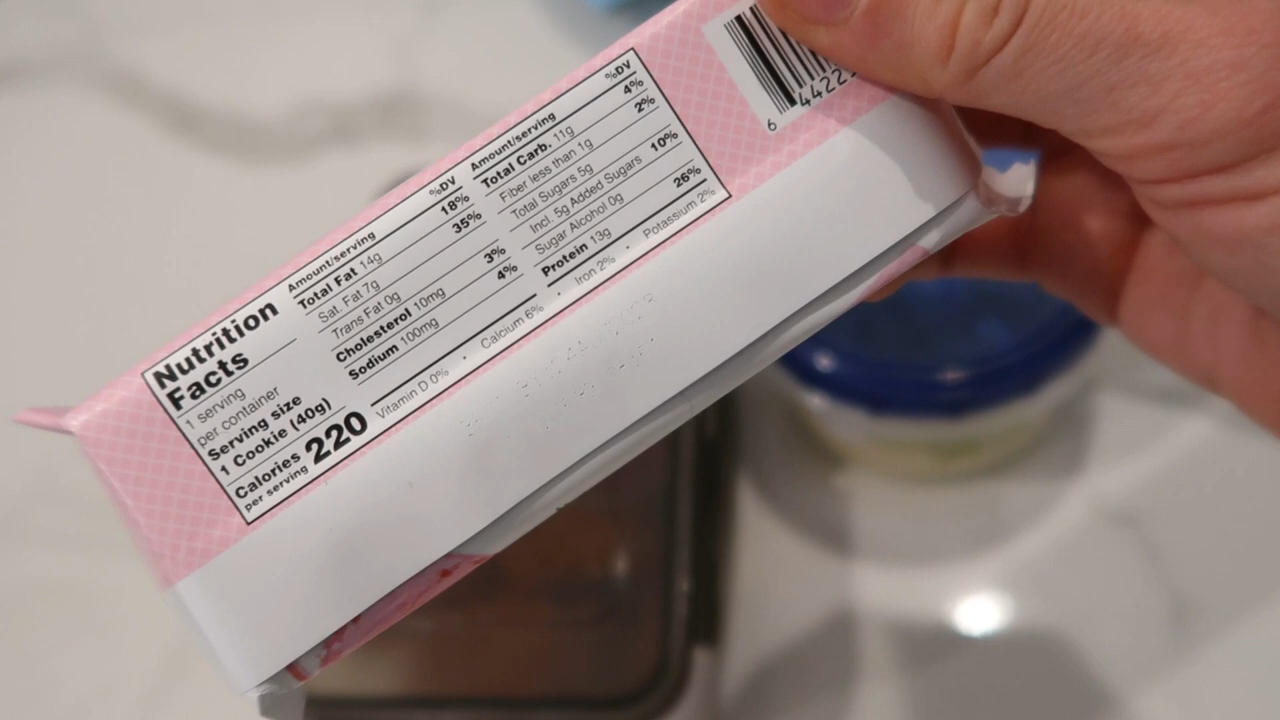 Nutrition
Facts
1 serving
per container
Serving size
1 Cookie (40g)
Calories 220
per serving
Amount/serving %DV
Total Fat 14g 18%
Sat. Fat 7g 35%
Trans Fat 0g
Cholesterol 10mg 3%
Sodium 100mg 4%
Amount/serving %DV
Total Carb. 11g 4%
Fiber less than 1g 2%
Total Sugars 5g
Incl. 5g Added Sugars 10%
Sugar Alcohol 0g
Protein 13g 26%
Vitamin D 0% • Calcium 6% • Iron 2% • Potassium 2%
6 4422